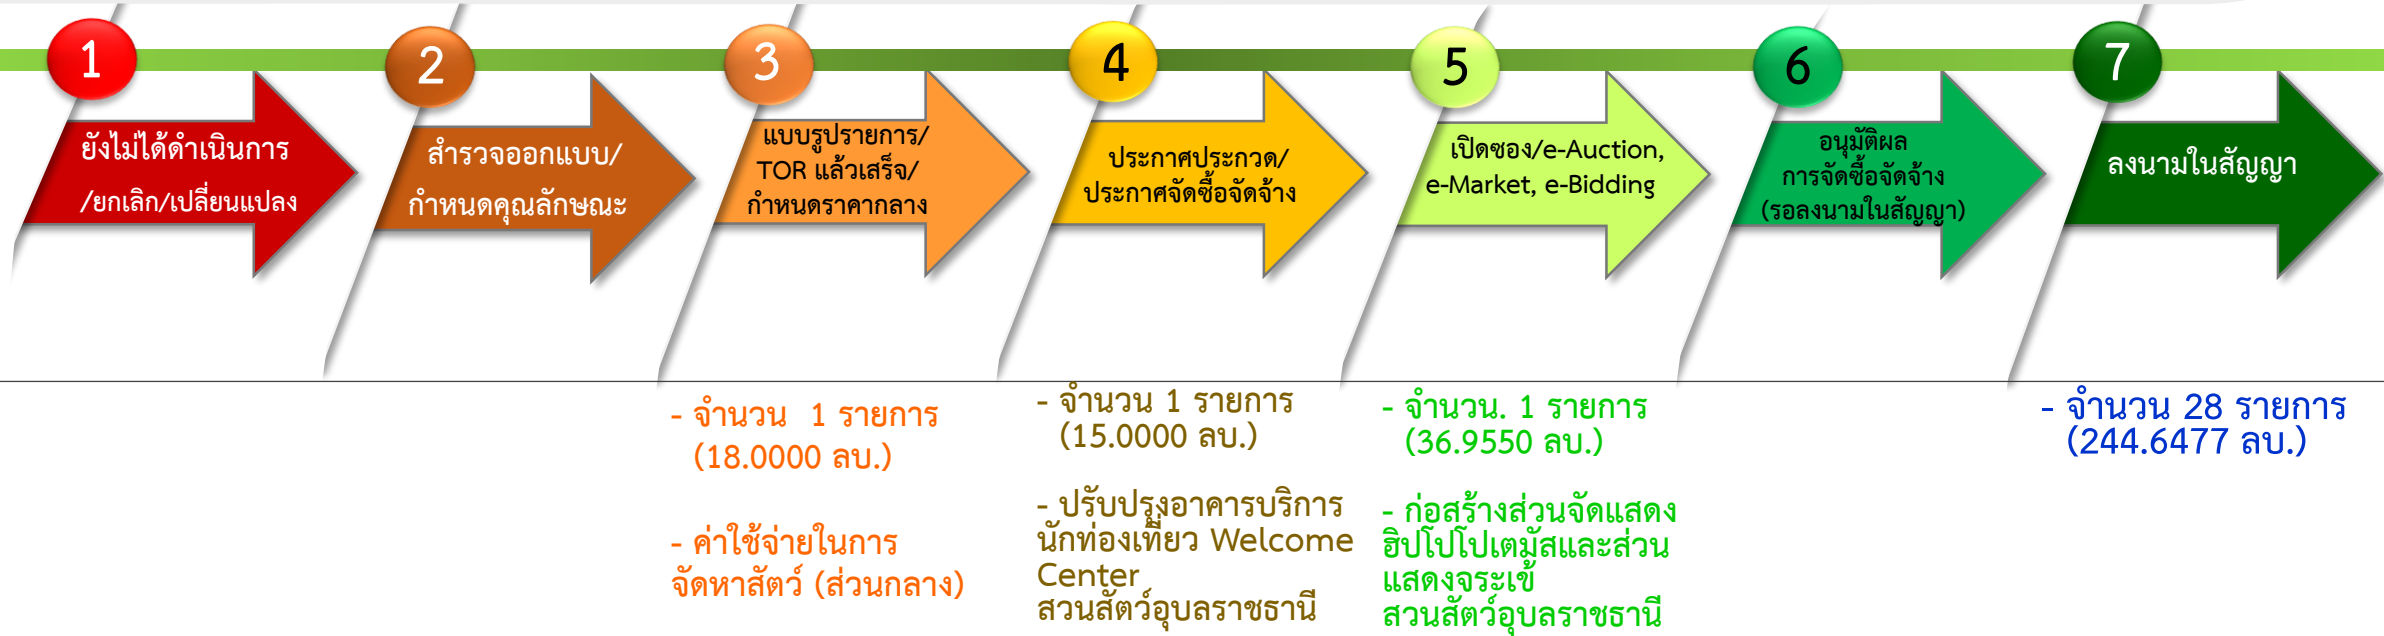 1
ยังไม่ได้ดำเนินการ
/ยกเลิก/เปลี่ยนแปลง
2
สำรวจออกแบบ/
กำหนดคุณลักษณะ
3
แบบรูปรายการ/
TOR แล้วเสร็จ/
กำหนดราคากลาง
4
ประกาศประกวด/
ประกาศจัดซื้อจัดจ้าง
5
เปิดซอง/e-Auction,
e-Market, e-Bidding
6
อนุมัติผล
การจัดซื้อจัดจ้าง
(รอลงนามในสัญญา)
7
ลงนามในสัญญา
- จำนวน 1 รายการ
(18.0000 ลบ.)
- ค่าใช้จ่ายในการ
จัดหาสัตว์ (ส่วนกลาง)
- จำนวน 1 รายการ
(15.0000 ลบ.)
- ปรับปรุงอาคารบริการ
นักท่องเที่ยว Welcome
Center
สวนสัตว์อุบลราชธานี
- จำนวน. 1 รายการ
(36.9550 ลบ.)
- ก่อสร้างส่วนจัดแสดง
ฮิปโปโปเตมัสและส่วน
แสดงจระเข้
สวนสัตว์อุบลราชธานี
- จำนวน 28 รายการ
(244.6477 ลบ.)